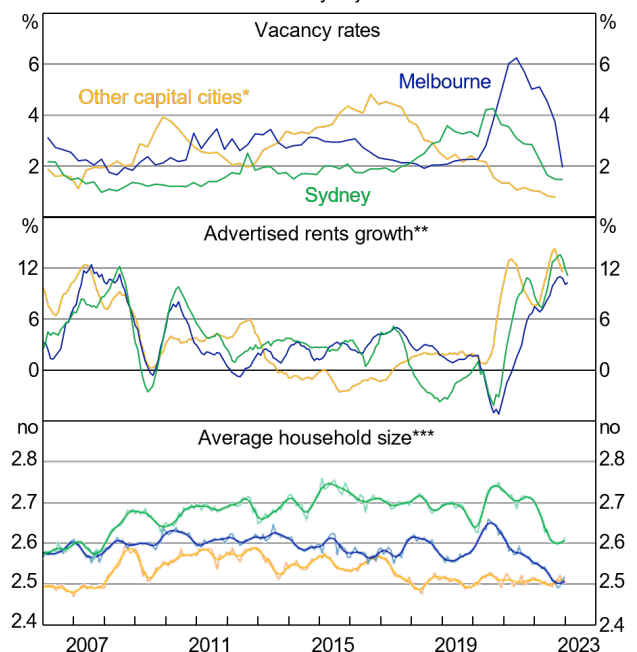 % Vacancy rates %
Melbourne
6 6
Other capital cities*
4 4
2 2
Sydney
% Advertised rents growth** %
12 12
6 6
0 0
no Average household size*** no
2.8 2.8
2.7 2.7
2.6 2.6
2.5 2.5
2.4 2.4
2007 2011 2015 2019 2023